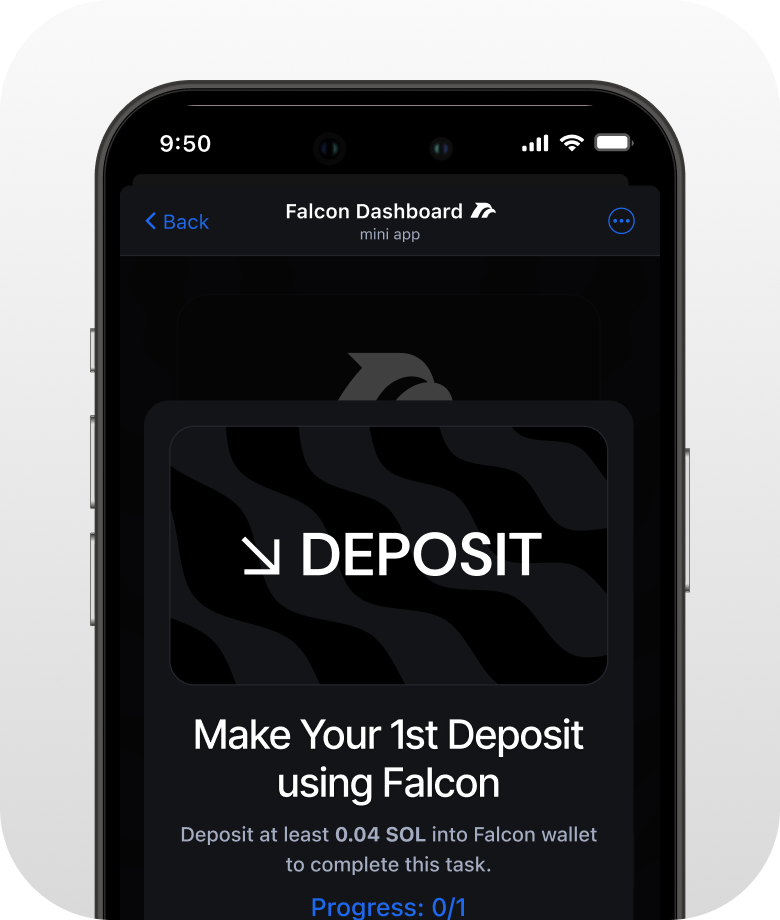 9:50
Back
Falcon Dashboard
mini app
DEPOSIT
Make Your 1st Deposit
using Falcon
Deposit at least 0.04 SOL into Falcon wallet
to complete this task.
Progress: 0/1